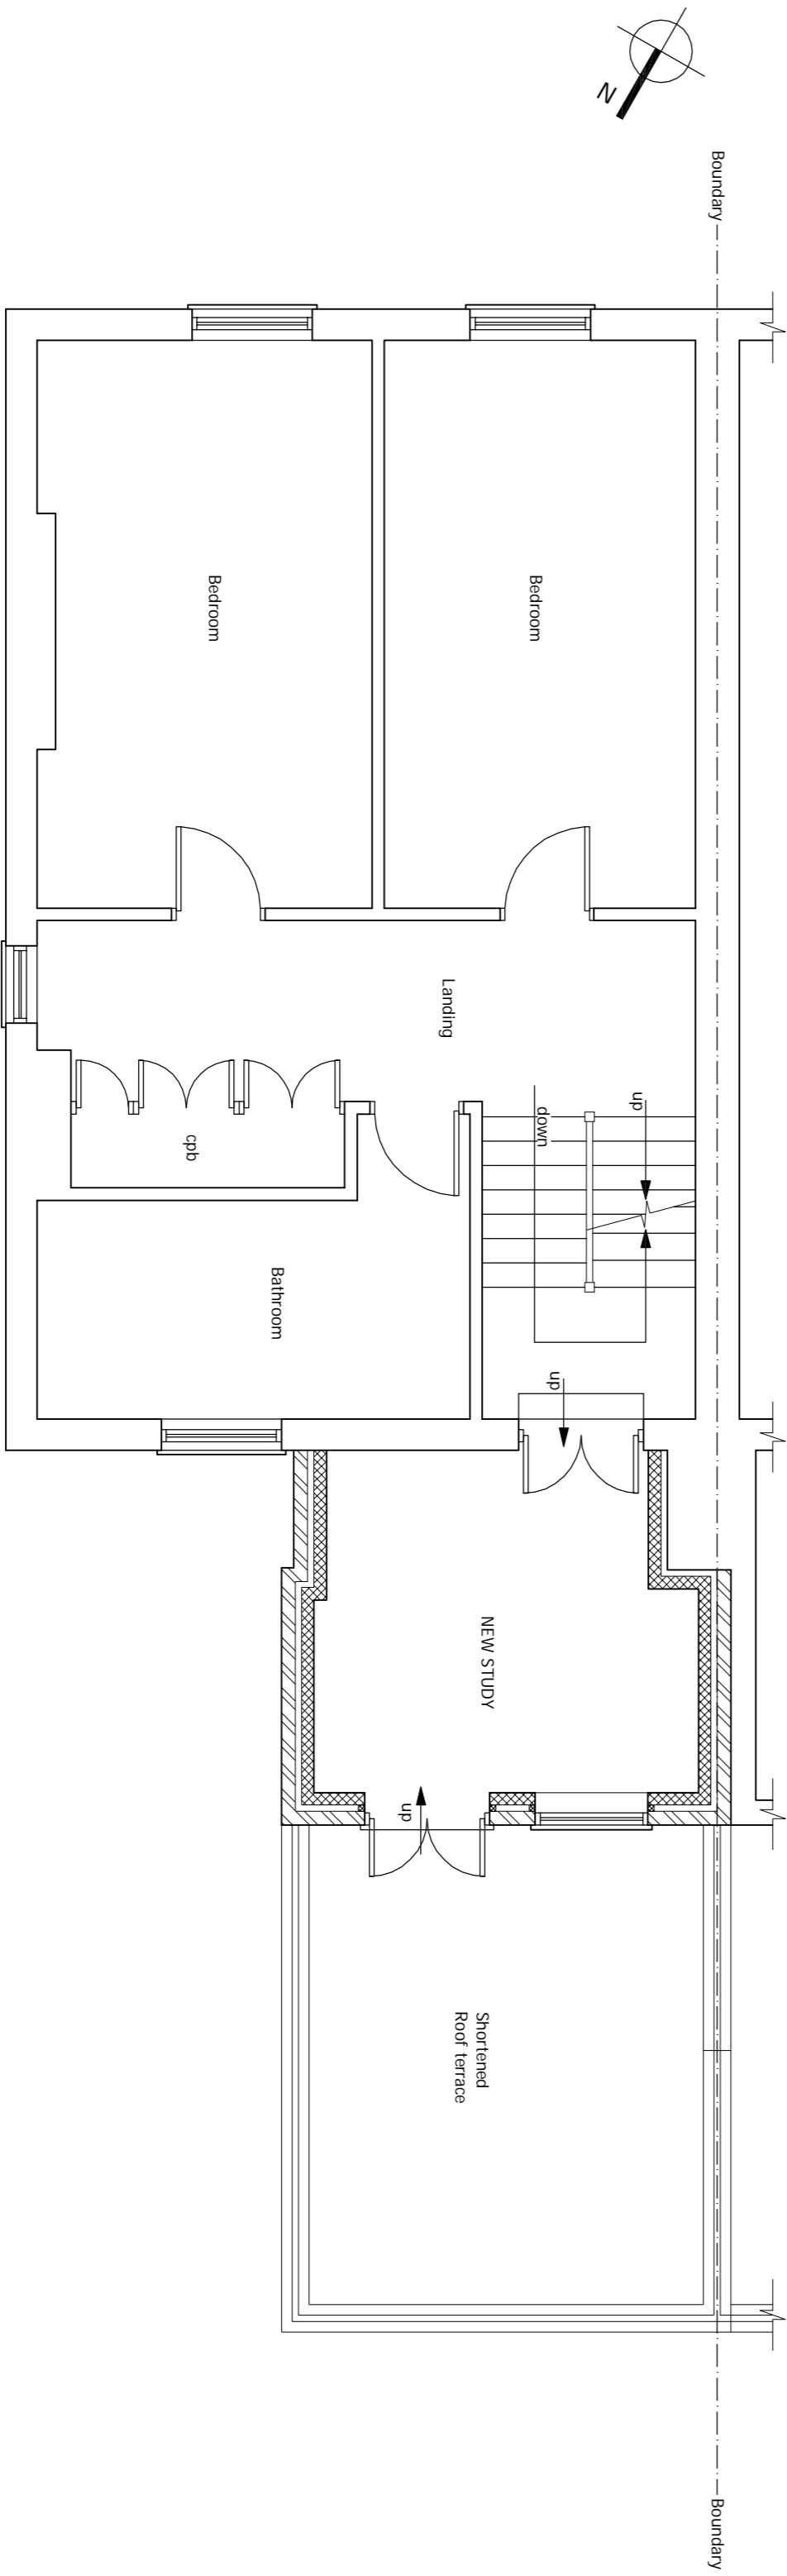 N
Boundary
Bedroom
Bedroom
Landing
up
down
cpb
Bathroom
up
NEW STUDY
up
Shortened
Roof terrace
Boundary